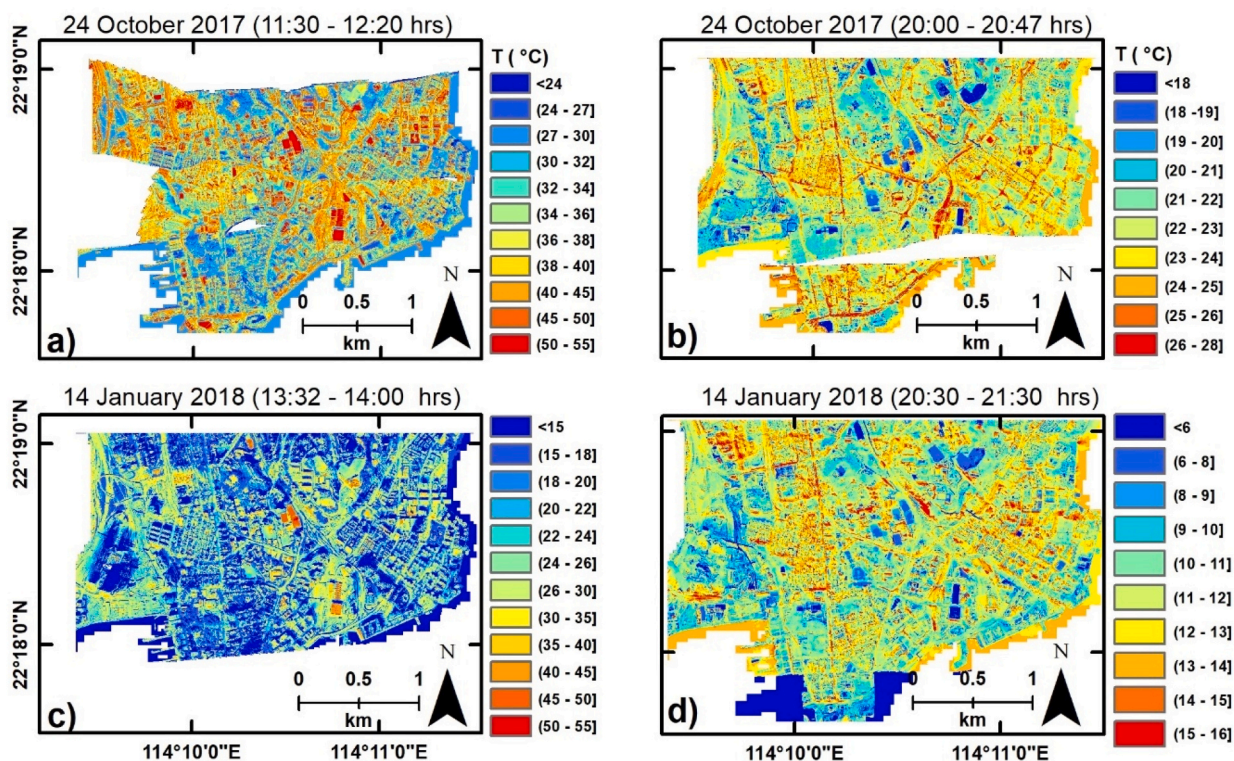 24 October 2017 (11:30 - 12:20 hrs)
22°19'0"N
22°18'0"N
T ( °C)
<24
(24 - 27]
(27 - 30]
(30 - 32]
(32 - 34]
(34 - 36]
(36 - 38]
(38 - 40]
(40 - 45]
(45 - 50]
(50 - 55]
N
0 0.5 1
km
a)
24 October 2017 (20:00 - 20:47 hrs)
T ( °C)
<18
(18 -19]
(19 - 20]
(20 - 21]
(21 - 22]
(22 - 23]
(23 - 24]
(24 - 25]
(25 - 26]
(26 - 28]
N
0 0.5 1
km
b)
14 January 2018 (13:32 - 14:00 hrs)
22°19'0"N
22°18'0"N
<15
(15 - 18]
(18 - 20]
(20 - 22]
(22 - 24]
(24 - 26]
(26 - 30]
(30 - 35]
(35 - 40]
(40 - 45]
(45 - 50]
(50 - 55]
N
0 0.5 1
km
c)
114°10'0"E 114°11'0"E
14 January 2018 (20:30 - 21:30 hrs)
<6
(6 - 8]
(8 - 9]
(9 - 10]
(10 - 11]
(11 - 12]
(12 - 13]
(13 - 14]
(14 - 15]
(15 - 16]
N
0 0.5 1
km
d)
114°10'0"E 114°11'0"E